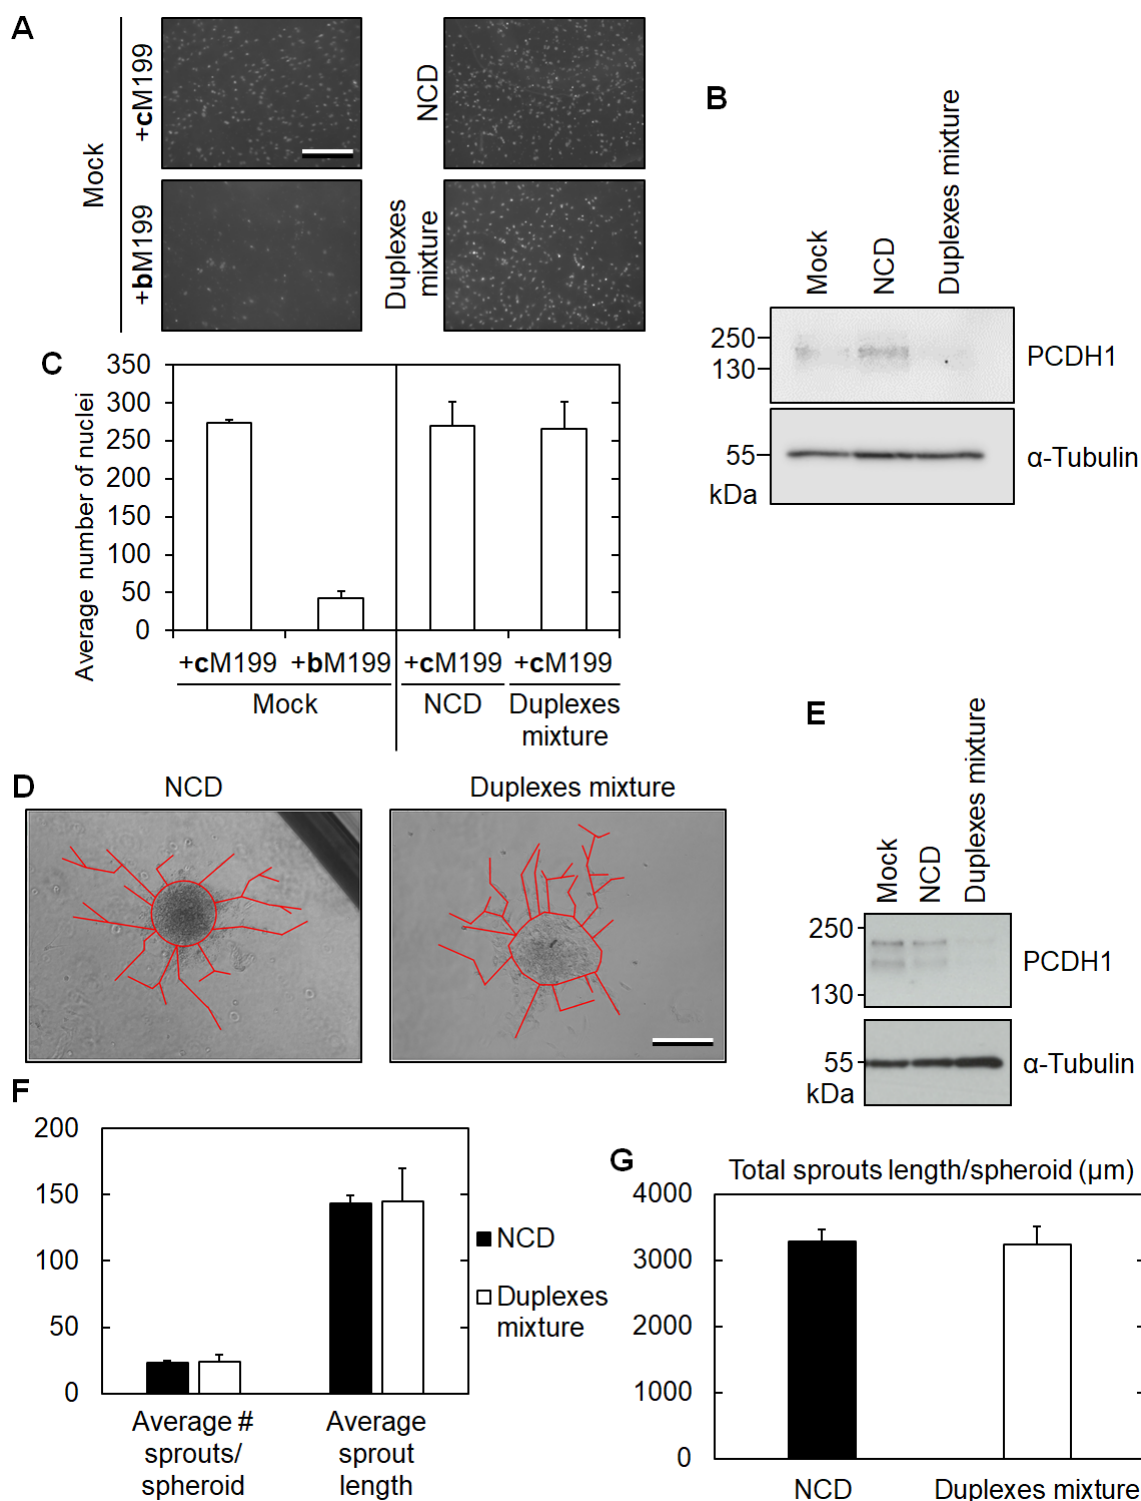 A
Mock
+cM199
+bM199
NCD
Duplexes
mixture
B
Mock
NCD
Duplexes mixture
250
130
PCDH1
55
α-Tubulin
kDa
C
Average number of nuclei
350
300
250
200
150
100
50
0
+cM199
+bM199
+cM199
+cM199
Mock
NCD
Duplexes
mixture
D
NCD
Duplexes mixture
E
Mock
NCD
Duplexes mixture
250
130
PCDH1
55
α-Tubulin
kDa
F
200
150
100
50
0
Average #
sprouts/
spheroid
Average
sprout
length
NCD
Duplexes
mixture
G
Total sprouts length/spheroid (µm)
4000
3000
2000
1000
0
NCD
Duplexes mixture